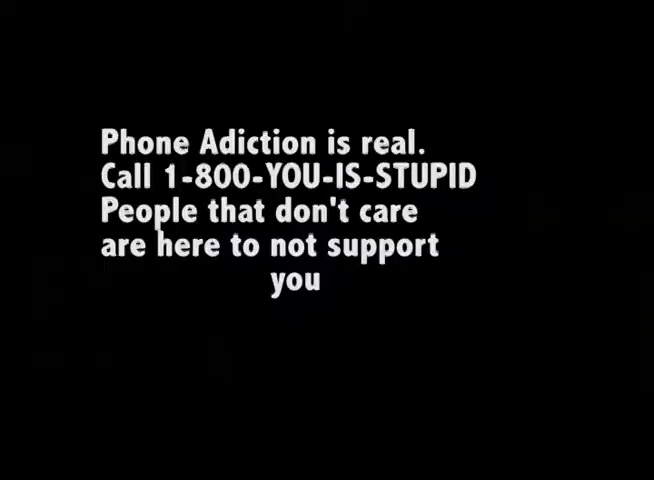 Phone Adiction is real.
Call 1-800-YOU-IS-STUPID
People that don't care
are here to not support
you